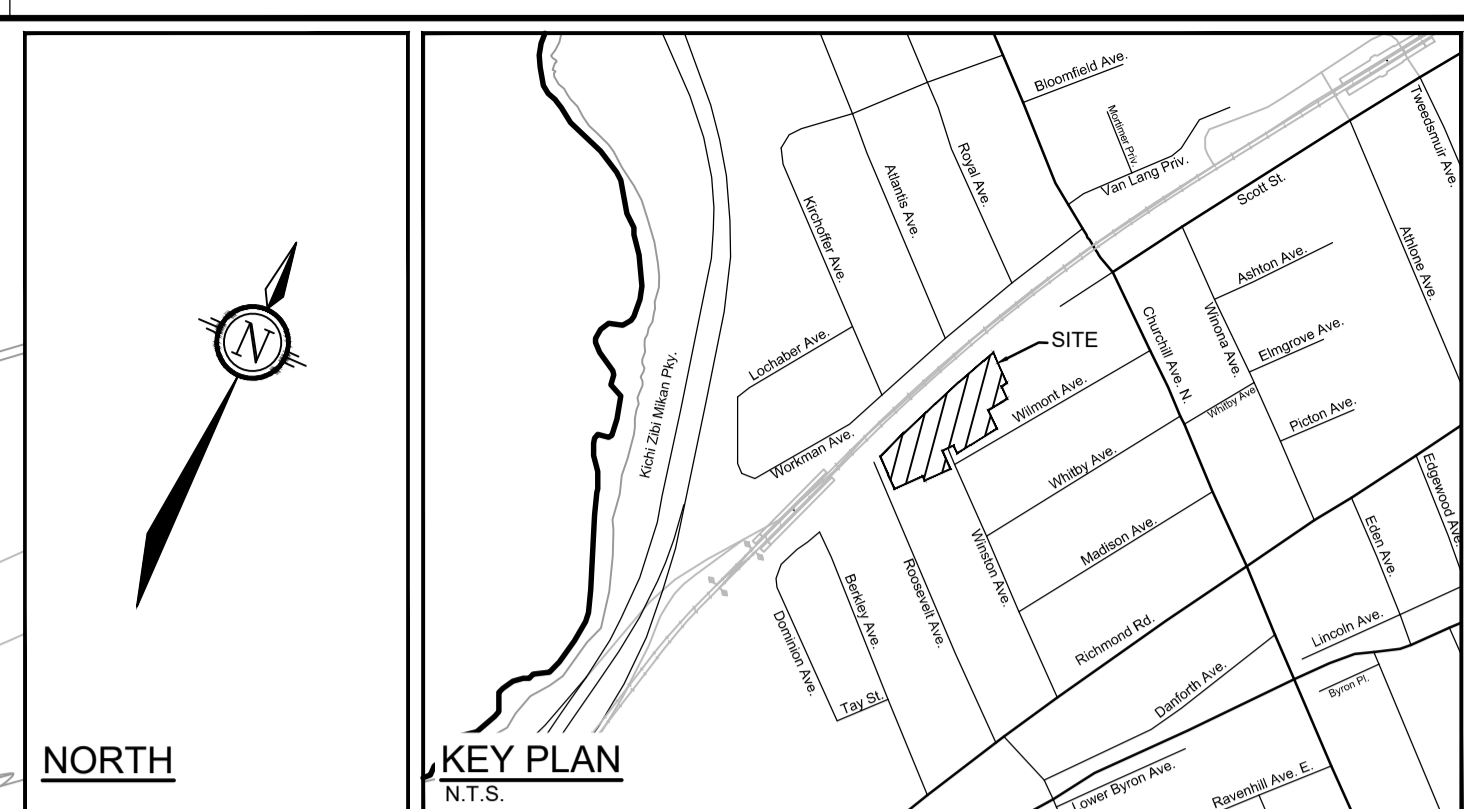 N
NORTH
Bloomfield Ave.
Mortimer Priv.
Van Lang Priv.
Tweedsmuir Ave.
Scott St.
Royal Ave.
Atlantis Ave.
Kirchoffer Ave.
Athlone Ave.
Ashton Ave.
Winona Ave.
Elmgrove Ave.
Churchill Ave. N.
SITE
Lochaber Ave.
Kichi Zibi Mikan Pky.
Wilmont Ave.
Whitby Ave
Picton Ave.
Workman Ave.
Whitby Ave.
Edgewood Ave.
Madison Ave.
Eden Ave.
Winston Ave.
Roosevelt Ave.
Berkley Ave.
Dominion Ave.
Richmond Rd.
Lincoln Ave.
Tay St.
Danforth Ave.
Byron Pl.
Lower Byron Ave.
Ravenhill Ave. E.
KEY PLAN
N.T.S.